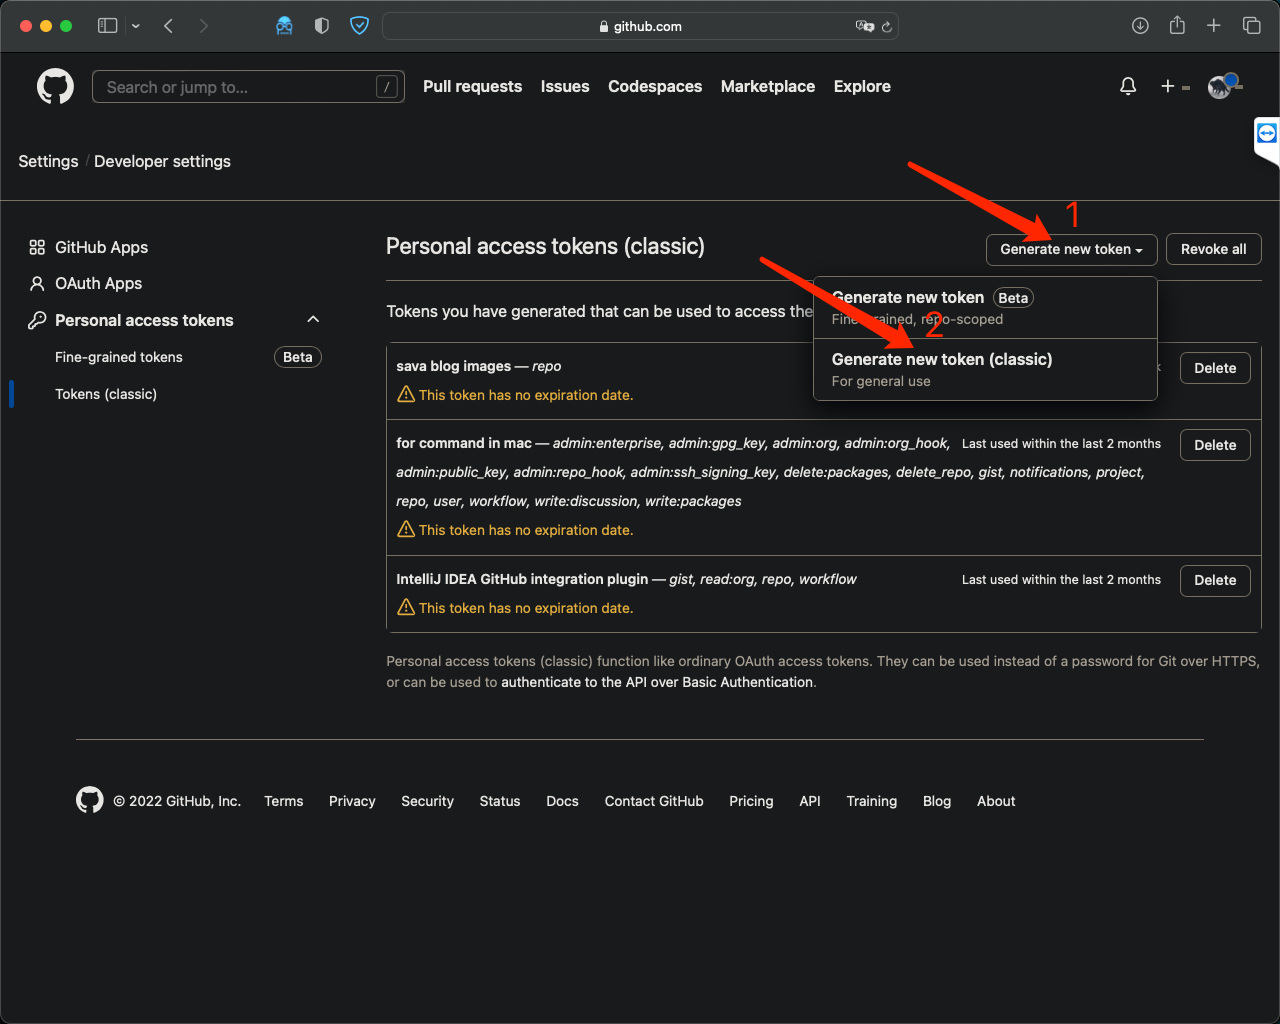 github.com
Search or jump to...
/
Pull requests
Issues
Codespaces
Marketplace
Explore
Settings / Developer settings
GitHub Apps
OAuth Apps
Personal access tokens
Fine-grained tokens
Beta
Tokens (classic)
1
Personal access tokens (classic)
Generate new token
Revoke all
Tokens you have generated that can be used to access the
Generate new token Beta
Fine-grained, repo-scoped
2
Generate new token (classic)
For general use
sava blog images — repo
Delete
This token has no expiration date.
for command in mac — admin:enterprise, admin:gpg_key, admin:org, admin:org_hook,
Last used within the last 2 months
Delete
admin:public_key, admin:repo_hook, admin:ssh_signing_key, delete:packages, delete_repo, gist, notifications, project,
repo, user, workflow, write:discussion, write:packages
This token has no expiration date.
IntelliJ IDEA GitHub integration plugin — gist, read:org, repo, workflow
Last used within the last 2 months
Delete
This token has no expiration date.
Personal access tokens (classic) function like ordinary OAuth access tokens. They can be used instead of a password for Git over HTTPS,
or can be used to authenticate to the API over Basic Authentication.
© 2022 GitHub, Inc.
Terms
Privacy
Security
Status
Docs
Contact GitHub
Pricing
API
Training
Blog
About